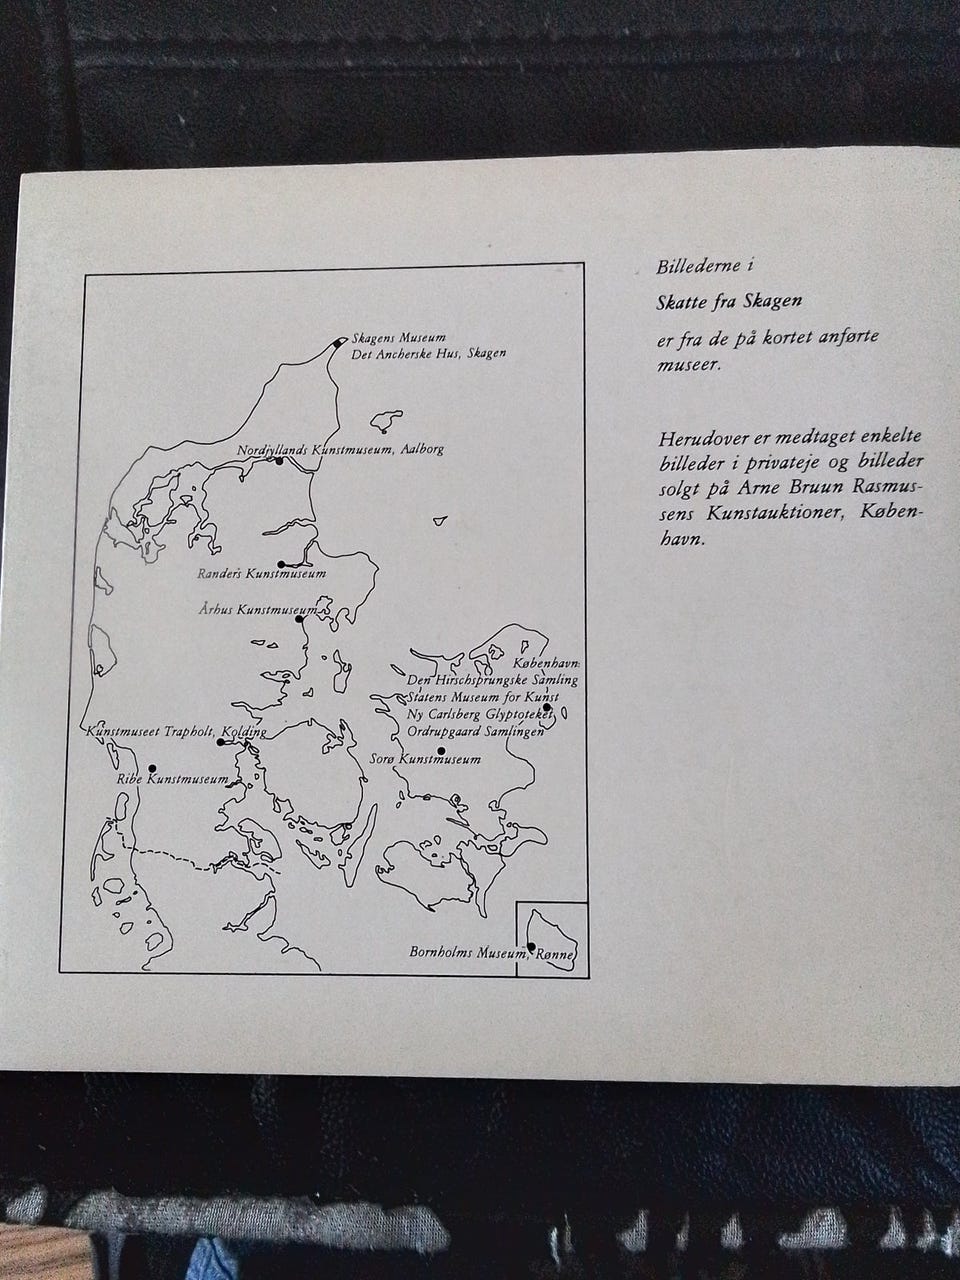 Skagens Museum
Det Ancherske Hus, Skagen
Nordjyllands Kunstmuseum, Aalborg
Randers Kunstmuseum
Århus Kunstmuseum
København:
Den Hirschsprungske Samling
Statens Museum for Kunst
Ny Carlsberg Glyptoteket
Ordrupgaard Samlingen
Kunstmuseet Trapholt, Kolding
Sorø Kunstmuseum
Ribe Kunstmuseum
Bornholms Museum, Rønne
Billederne i
Skatte fra Skagen
er fra de på kortet anførte
museer.
Herudover er medtaget enkelte
billeder i privateje og billeder
solgt på Arne Bruun Rasmus-
sens Kunstauktioner, Køben-
havn.